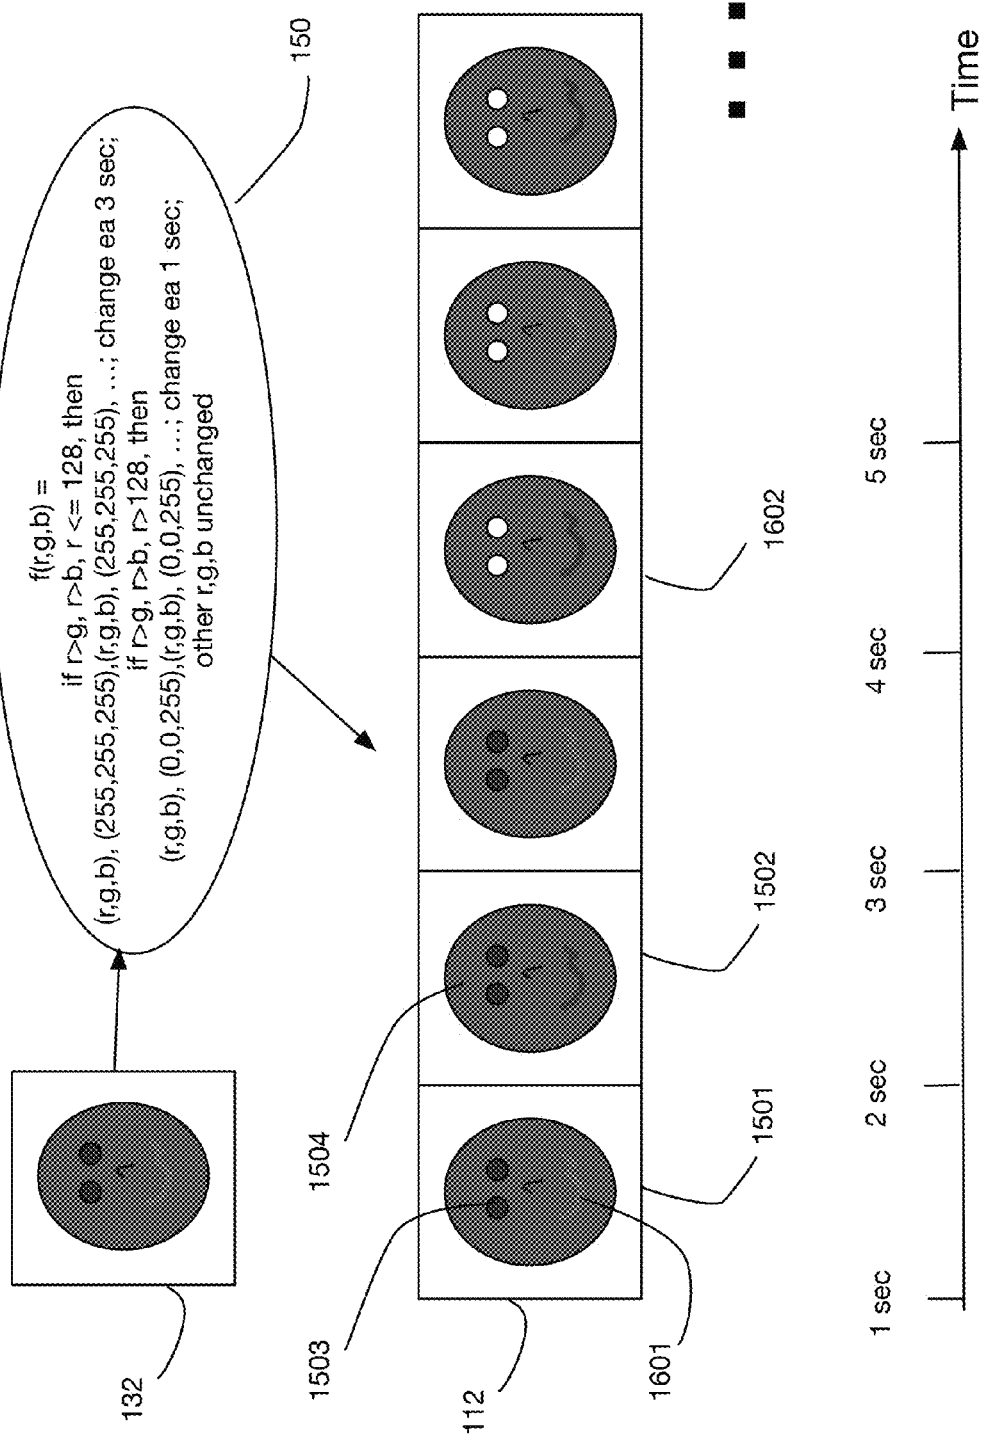 f(r,g,b) =
if r>g, r>b, r <= 128, then
(r,g,b), (255,255,255),(r,g,b), (255,255,255), ...; change ea 3 sec;
if r>g, r>b, r>128, then
(r,g,b), (0,0,255),(r,g,b), (0,0,255), ...; change ea 1 sec;
other r,g,b unchanged
150
132
1504
1503
112
1601
1501
1502
1602
1 sec
2 sec
3 sec
4 sec
5 sec
Time